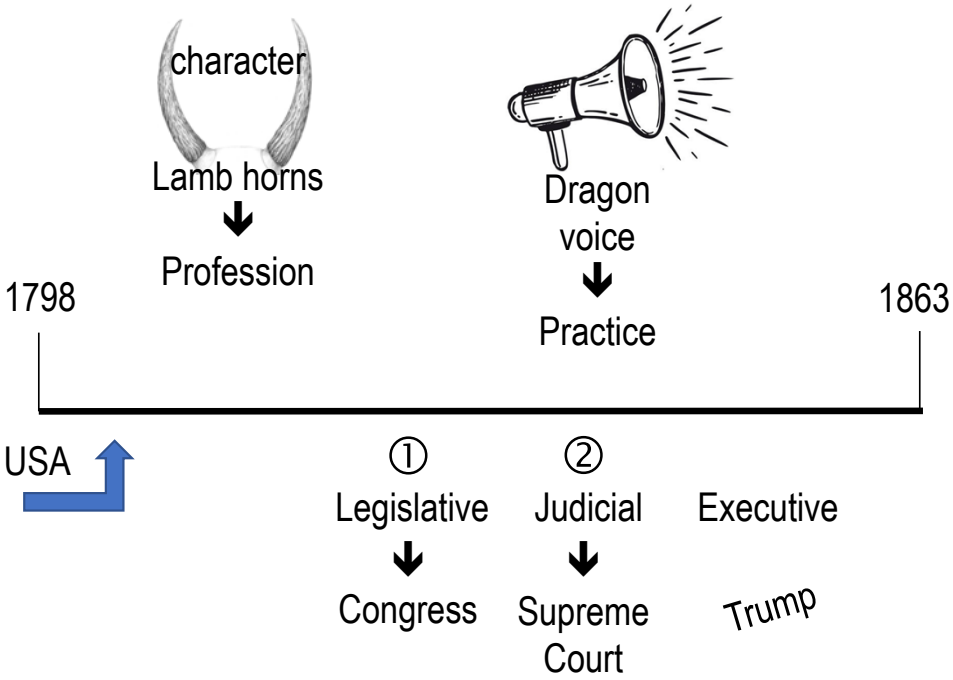 character
Lamb horns
Profession
Dragon
voice
Practice
1798
1863
USA
① ②
Legislative Judicial Executive
Congress Supreme
Court
Trump